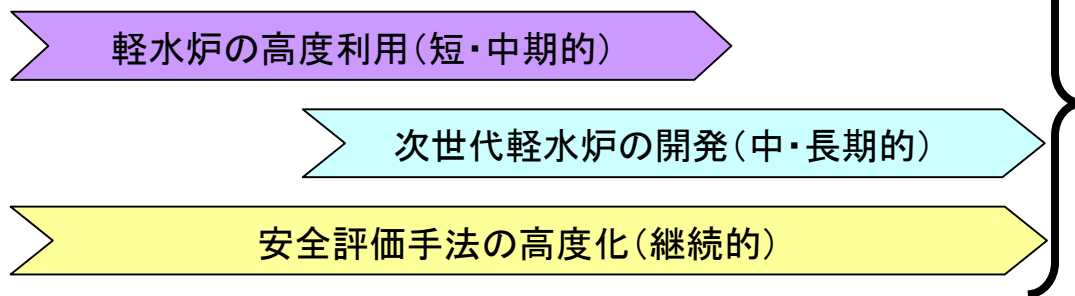 軽水炉の高度利用（短・中期的）
次世代軽水炉の開発（中・長期的）
安全評価手法の高度化（継続的）